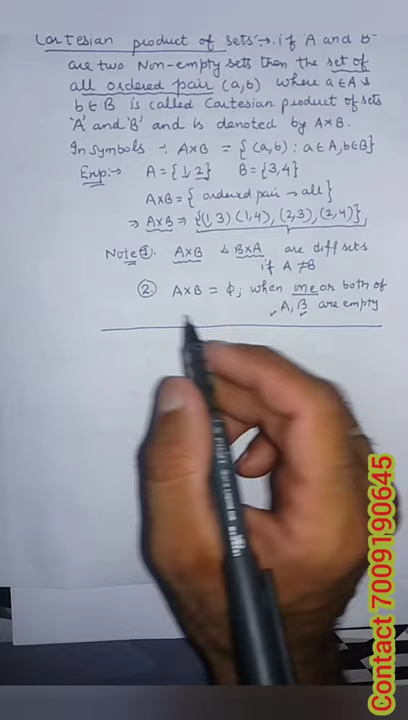 Cartesian product of sets :→ if 'A' and B
are two Non-empty sets then the set of
all ordered pair (a,b) where a∈A &
b∈B is called Cartesian product of sets
'A' and 'B' and is denoted by A×B.
In Symbols :- A×B = { (a,b) : a∈A, b∈B}
Exp:→ A = {1,2} B = {3,4}
A×B = { ordered pair → all }
⇒ A×B ⇒ {(1,3) (1,4), (2,3), (2,4)},
Note ①. A×B & B×A are diff sets
if A ≠ B
②. A×B = ϕ; when one or both of
A, B are empty
Contact 7009190645